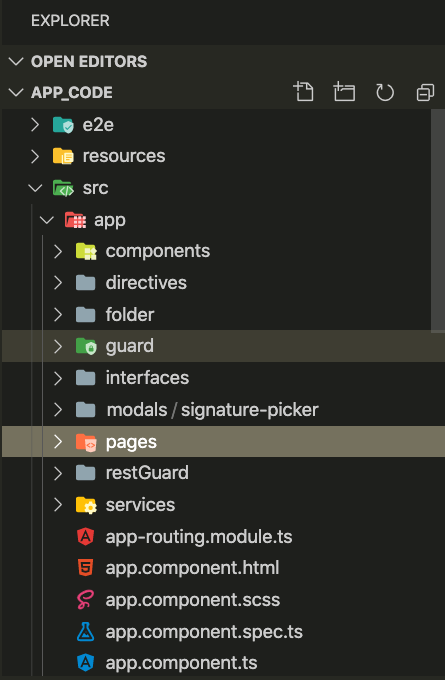 EXPLORER
OPEN EDITORS
APP_CODE
e2e
resources
src
app
components
directives
folder
guard
interfaces
modals / signature-picker
pages
restGuard
services
app-routing.module.ts
app.component.html
app.component.scss
app.component.spec.ts
app.component.ts